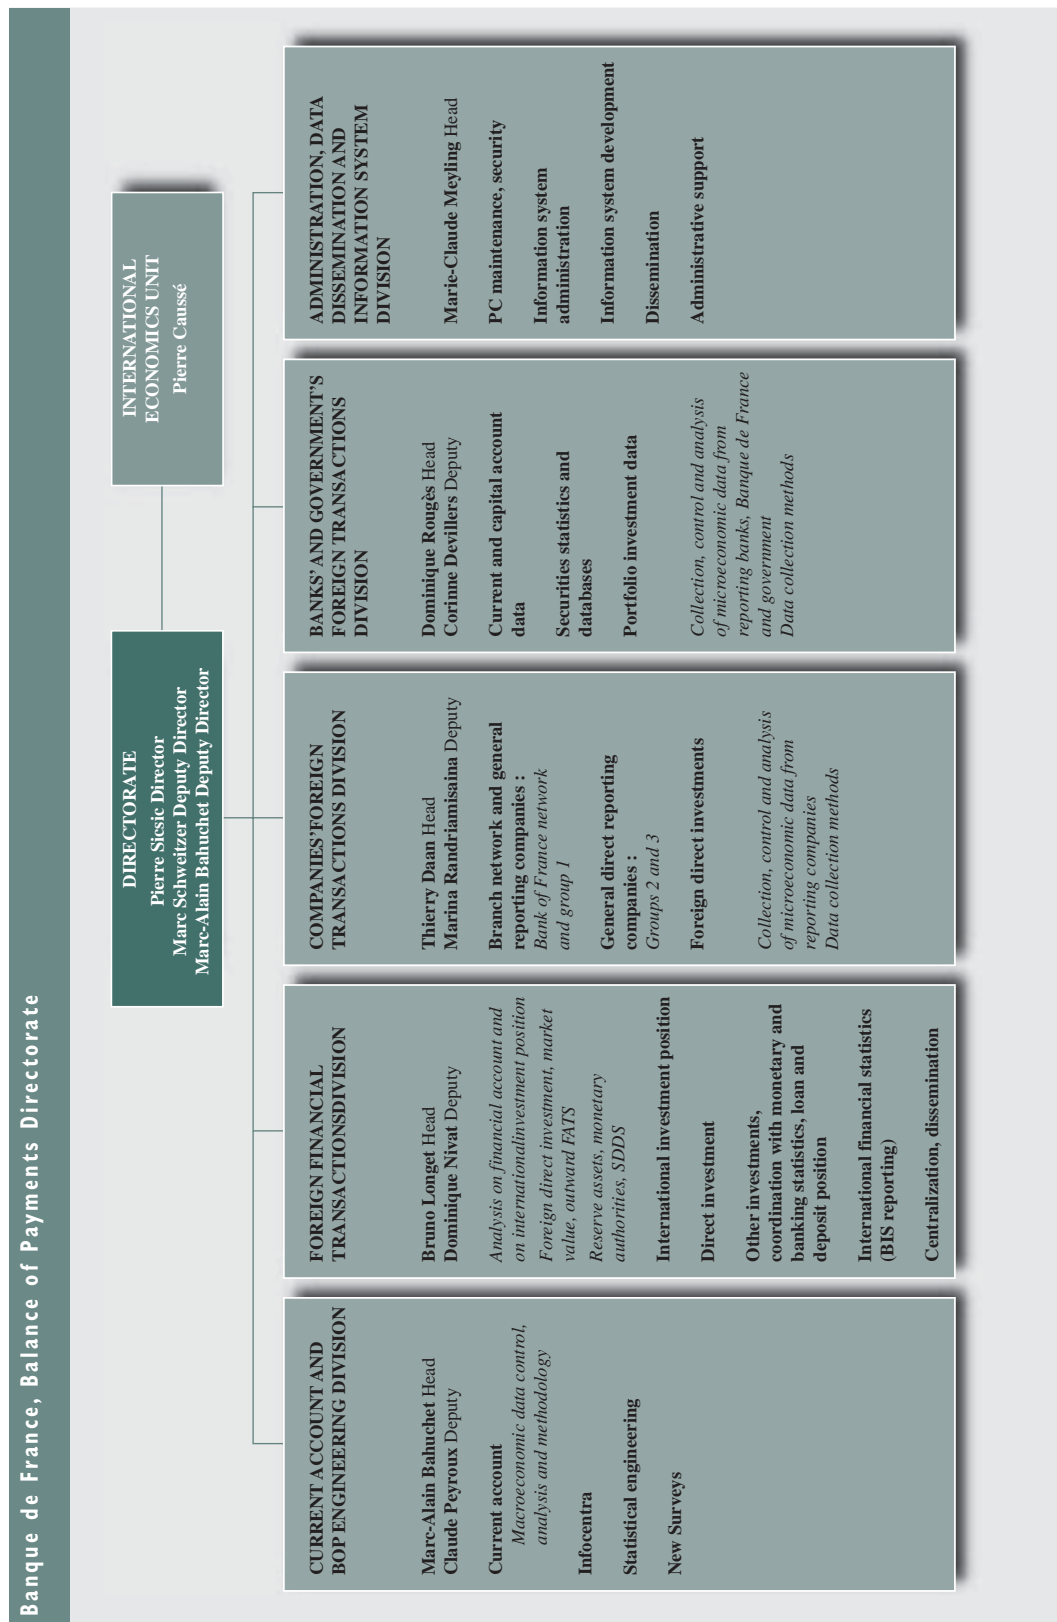 Banque de France, Balance of Payments Directorate
DIRECTORATE
Pierre Sicsic Director
Marc Schweitzer Deputy Director
Marc-Alain Bahuchet Deputy Director
INTERNATIONAL
ECONOMICS UNIT
Pierre Caussé
CURRENT ACCOUNT AND
BOP ENGINEERING DIVISION
Marc-Alain Bahuchet Head
Claude Peyroux Deputy
Current account
Macroeconomic data control,
analysis and methodology
Infocentra
Statistical engineering
New Surveys
FOREIGN FINANCIAL
TRANSACTIONSDIVISION
Bruno Longet Head
Dominique Nivat Deputy
Analysis on financial account and
on internationalinvestment position
Foreign direct investment, market
value, outward FATS
Reserve assets, monetary
authorities, SDDS
International investment position
Direct investment
Other investments,
coordination with monetary and
banking statistics, loan and
deposit position
International financial statistics
(BIS reporting)
Centralization, dissemination
COMPANIES’FOREIGN
TRANSACTIONS DIVISION
Thierry Daan Head
Marina Randriamisaina Deputy
Branch network and general
reporting companies :
Bank of France network
and group 1
General direct reporting
companies :
Groups 2 and 3
Foreign direct investments
Collection, control and analysis
of microeconomic data from
reporting companies
Data collection methods
BANKS’ AND GOVERNMENT’S
FOREIGN TRANSACTIONS
DIVISION
Dominique Rougès Head
Corinne Devillers Deputy
Current and capital account
data
Securities statistics and
databases
Portfolio investment data
Collection, control and analysis
of microeconomic data from
reporting banks, Banque de France
and government
Data collection methods
ADMINISTRATION, DATA
DISSEMINATION AND
INFORMATION SYSTEM
DIVISION
Marie-Claude Meyling Head
PC maintenance, security
Information system
administration
Information system development
Dissemination
Administrative support